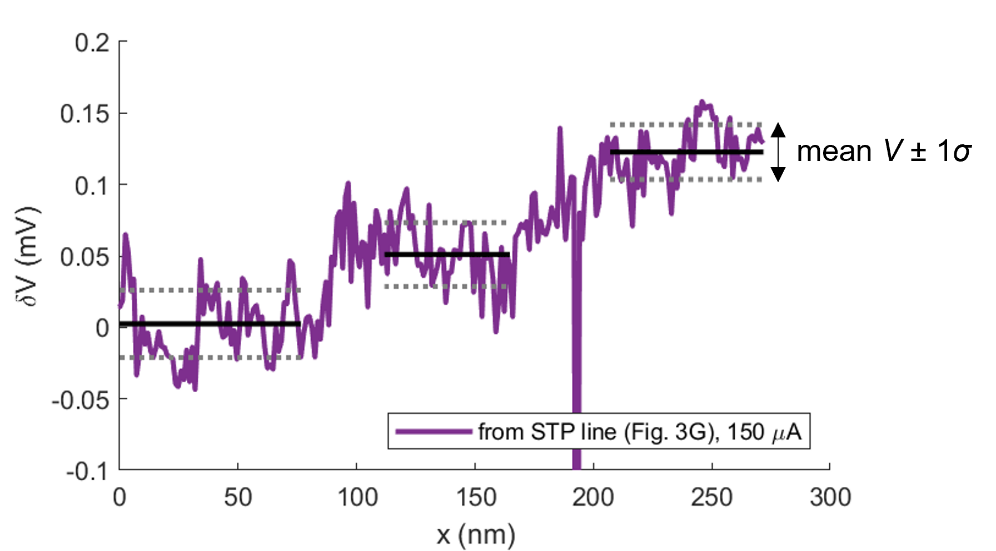 0.2
0.15
0.1
0.05
0
-0.05
-0.1
δV (mV)
mean V ± 1σ
from STP line (Fig. 3G), 150 μA
0 50 100 150 200 250 300
x (nm)